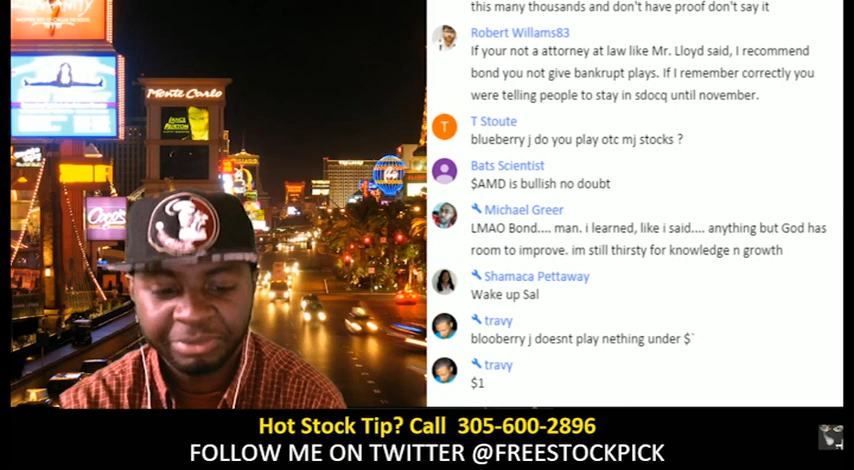 HUMANITY
Monte Carlo
LANCE
BURTON
Coco's
this many thousands and don't have proof don't say it
Robert Willams83
If your not a attorney at law like Mr. Lloyd said, I recommend
bond you not give bankrupt plays. If I remember correctly you
were telling people to stay in sdocq until november.
T
T Stoute
blueberry j do you play otc mj stocks ?
Bats Scientist
$AMD is bullish no doubt
Michael Greer
LMAO Bond.... man. i learned, like i said.... anything but God has
room to improve. im still thirsty for knowledge n growth
Shamaca Pettaway
Wake up Sal
travy
blooberry j doesnt play nething under $`
travy
$1
Hot Stock Tip? Call 305-600-2896
FOLLOW ME ON TWITTER @FREESTOCKPICK